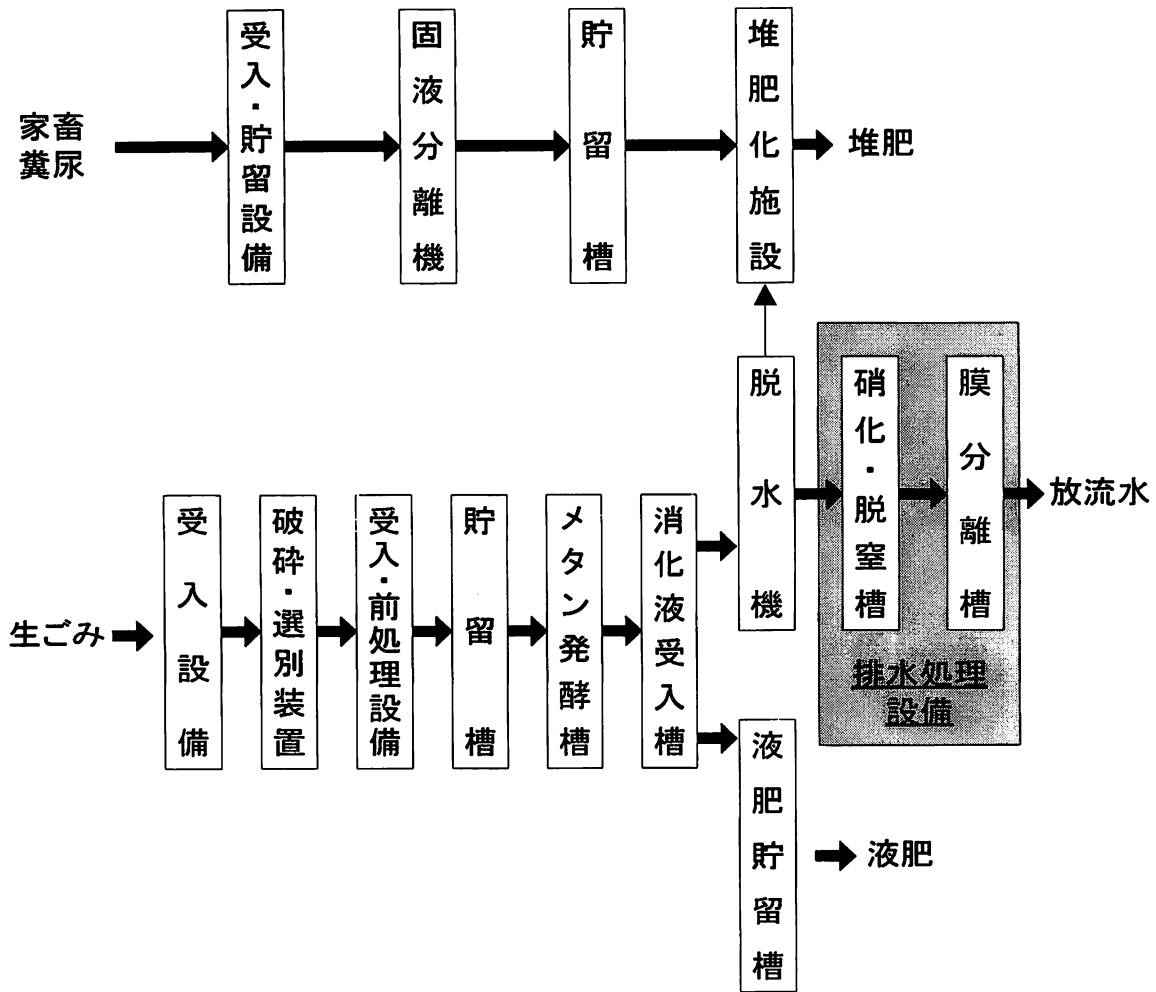 家畜
糞尿
受入・貯留設備
固液分離機
貯留槽
堆肥化施設
堆肥
生ごみ
受入設備
破砕・選別装置
受入・前処理設備
貯留槽
メタン発酵槽
消化液受入槽
脱水機
硝化・脱窒槽
膜分離槽
放流水
排水処理
設備
液肥貯留槽
液肥